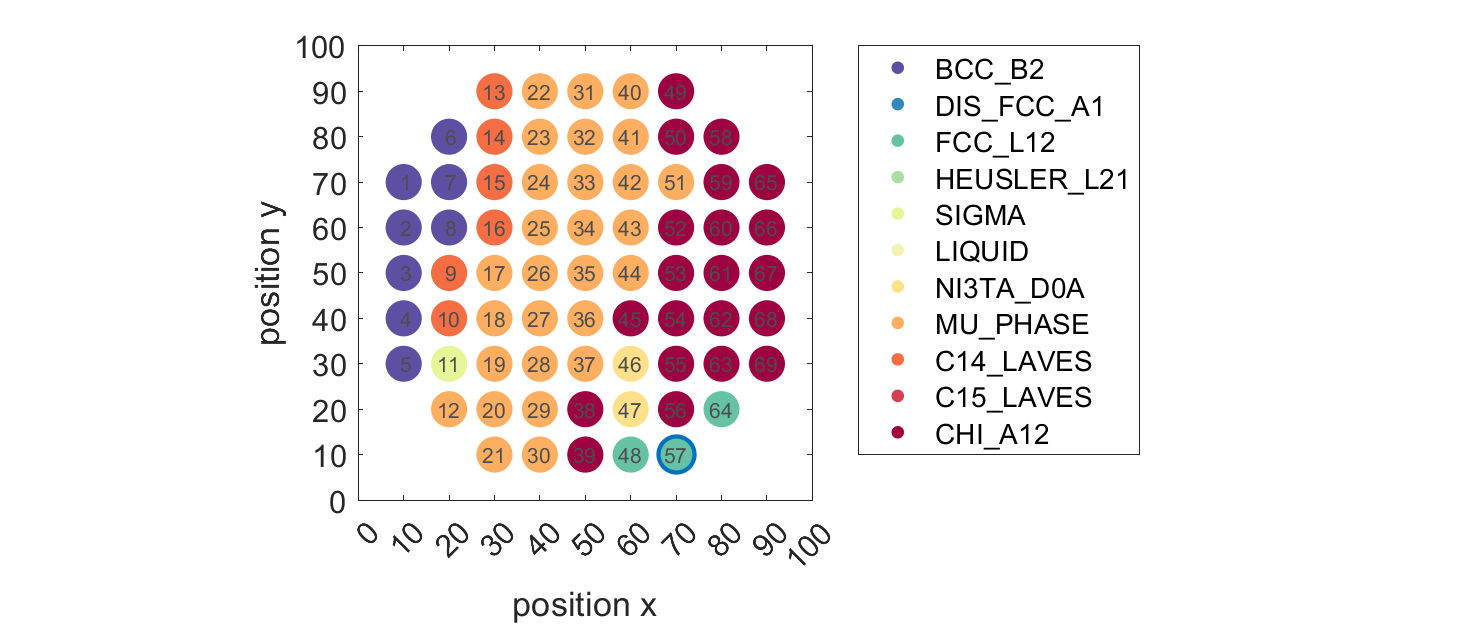 100
90 13 22 31 40 49
80 6 14 23 32 41 50 58
70 1 7 15 24 33 42 51 59 65
60 2 8 16 25 34 43 52 60 66
50 3 9 17 26 35 44 53 61 67
40 4 10 18 27 36 45 54 62 68
30 5 11 19 28 37 46 55 63 69
20 12 20 29 38 47 56 64
10 21 30 39 48 57
0
0 10 20 30 40 50 60 70 80 90 100
position x
position y
BCC_B2
DIS_FCC_A1
FCC_L12
HEUSLER_L21
SIGMA
LIQUID
NI3TA_D0A
MU_PHASE
C14_LAVES
C15_LAVES
CHI_A12